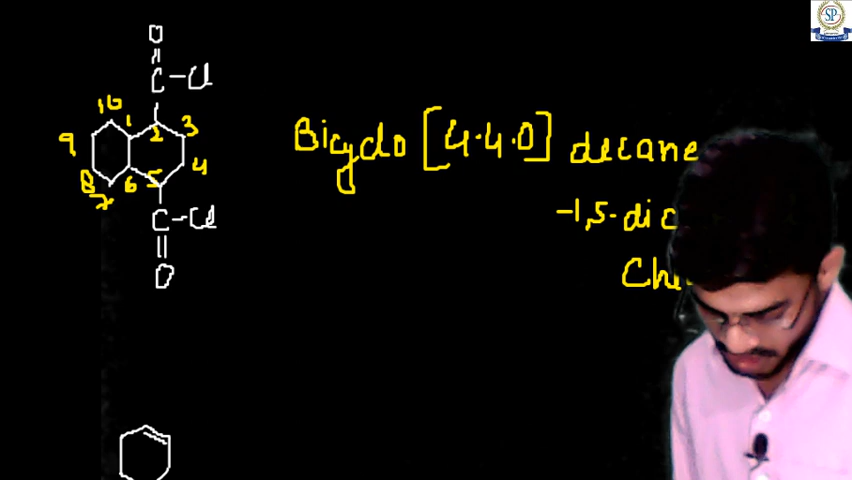 O
C-Cl
10
1
3
9
2
4
8
6
5
7
C-Cl
O
Bicyclo [4.4.0] decane
-1,5-dic
SP